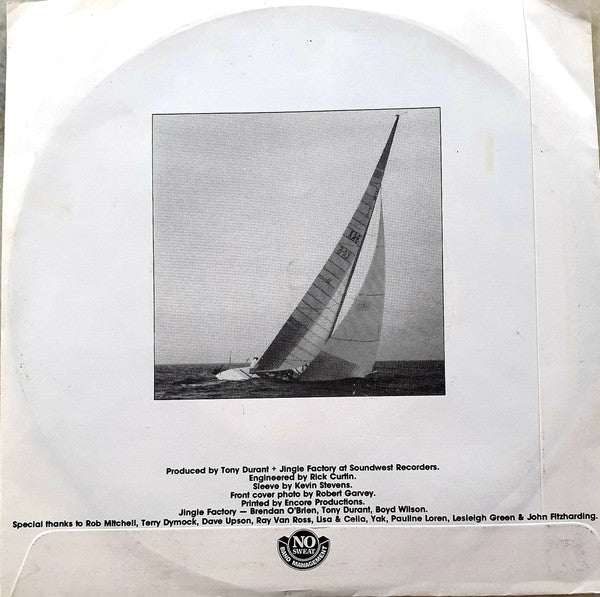 Produced by Tony Durant + Jingle Factory at Soundwest Recorders.
Engineered by Rick Curtin.
Sleeve by Kevin Stevens.
Front cover photo by Robert Garvey.
Printed by Encore Productions.
Jingle Factory — Brendan O'Brien, Tony Durant, Boyd Wilson.
Special thanks to Rob Mitchell, Terry Dymock, Dave Upson, Ray Van Ross, Lisa & Celia, Yak, Pauline Loren, Lesleigh Green & John Fitzharding.
NO
SWEAT
BAND MANAGEMENT